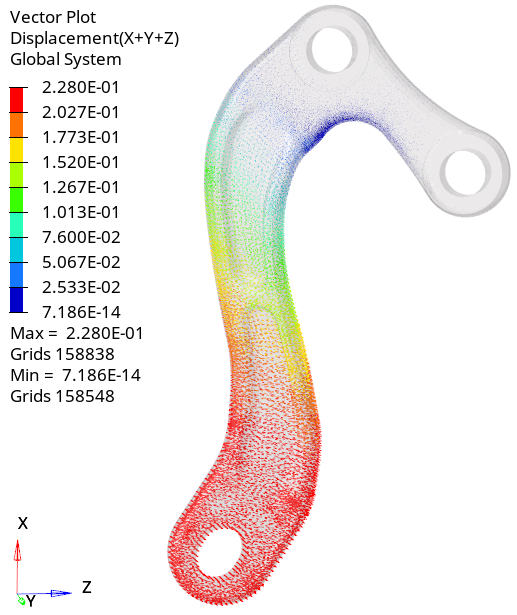 Vector Plot
Displacement(X+Y+Z)
Global System
2.280E-01
2.027E-01
1.773E-01
1.520E-01
1.267E-01
1.013E-01
7.600E-02
5.067E-02
2.533E-02
7.186E-14
Max = 2.280E-01
Grids 158838
Min = 7.186E-14
Grids 158548
X
Z
Y